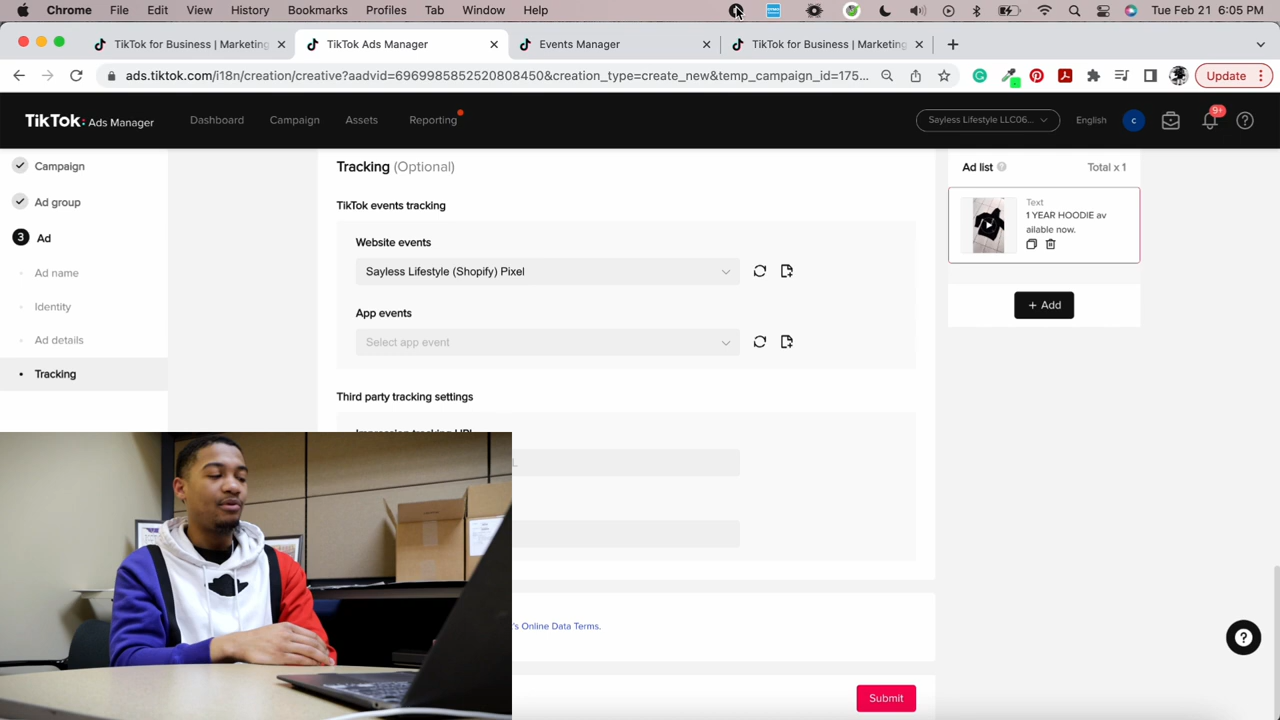 Chrome File Edit View History Bookmarks Profiles Tab Window Help Tue Feb 21 6:05 PM
TikTok for Business | Marketing TikTok Ads Manager Events Manager TikTok for Business | Marketing
ads.tiktok.com/i18n/creation/creative?aadvid=6969985852520808450&creation_type=create_new&temp_campaign_id=175... Update
TikTok: Ads Manager Dashboard Campaign Assets Reporting Sayless Lifestyle LLC06... English c 9+
Campaign
Ad group
3 Ad
Ad name
Identity
Ad details
Tracking
Tracking (Optional)
TikTok events tracking
Website events
Sayless Lifestyle (Shopify) Pixel
App events
Select app event
Third party tracking settings
's Online Data Terms.
Submit
Ad list Total x 1
Text
1 YEAR HOODIE av
ailable now.
+ Add